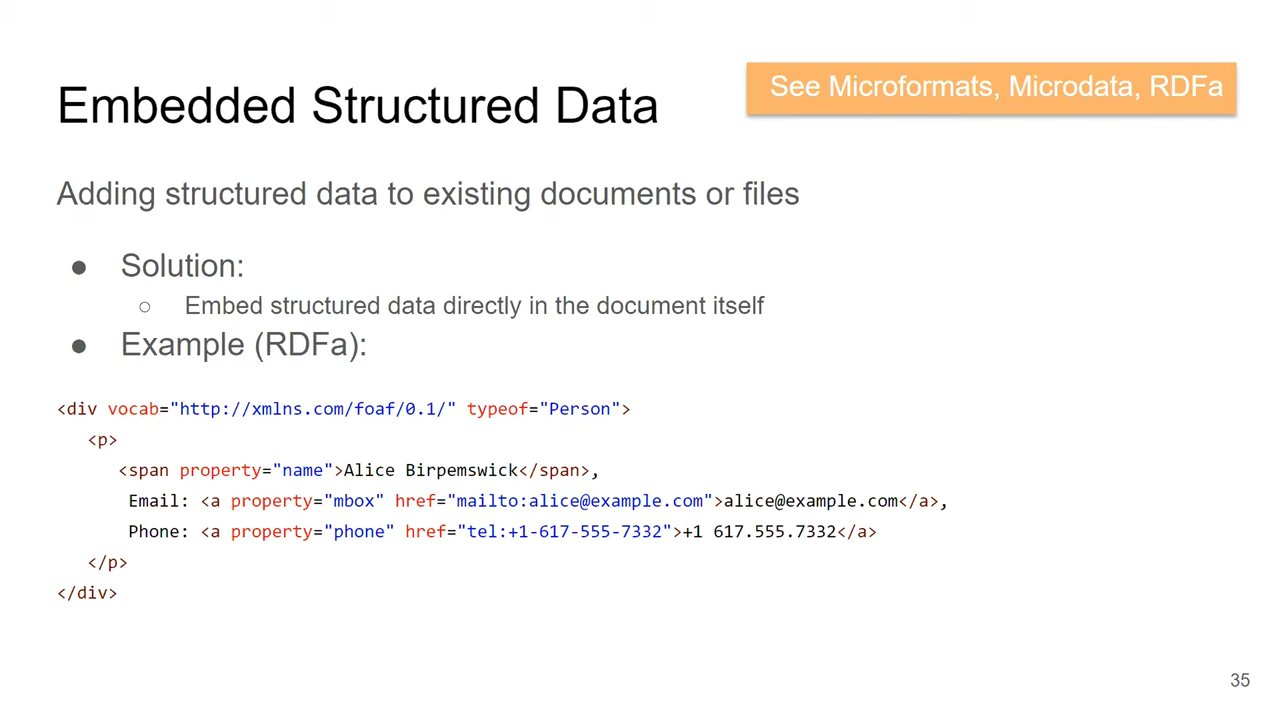 Embedded Structured Data
See Microformats, Microdata, RDFa
Adding structured data to existing documents or files
● Solution:
○ Embed structured data directly in the document itself
● Example (RDFa):
<div vocab="http://xmlns.com/foaf/0.1/" typeof="Person">
<p>
<span property="name">Alice Birpemswick</span>,
Email: <a property="mbox" href="mailto:alice@example.com">alice@example.com</a>,
Phone: <a property="phone" href="tel:+1-617-555-7332">+1 617.555.7332</a>
</p>
</div>
35